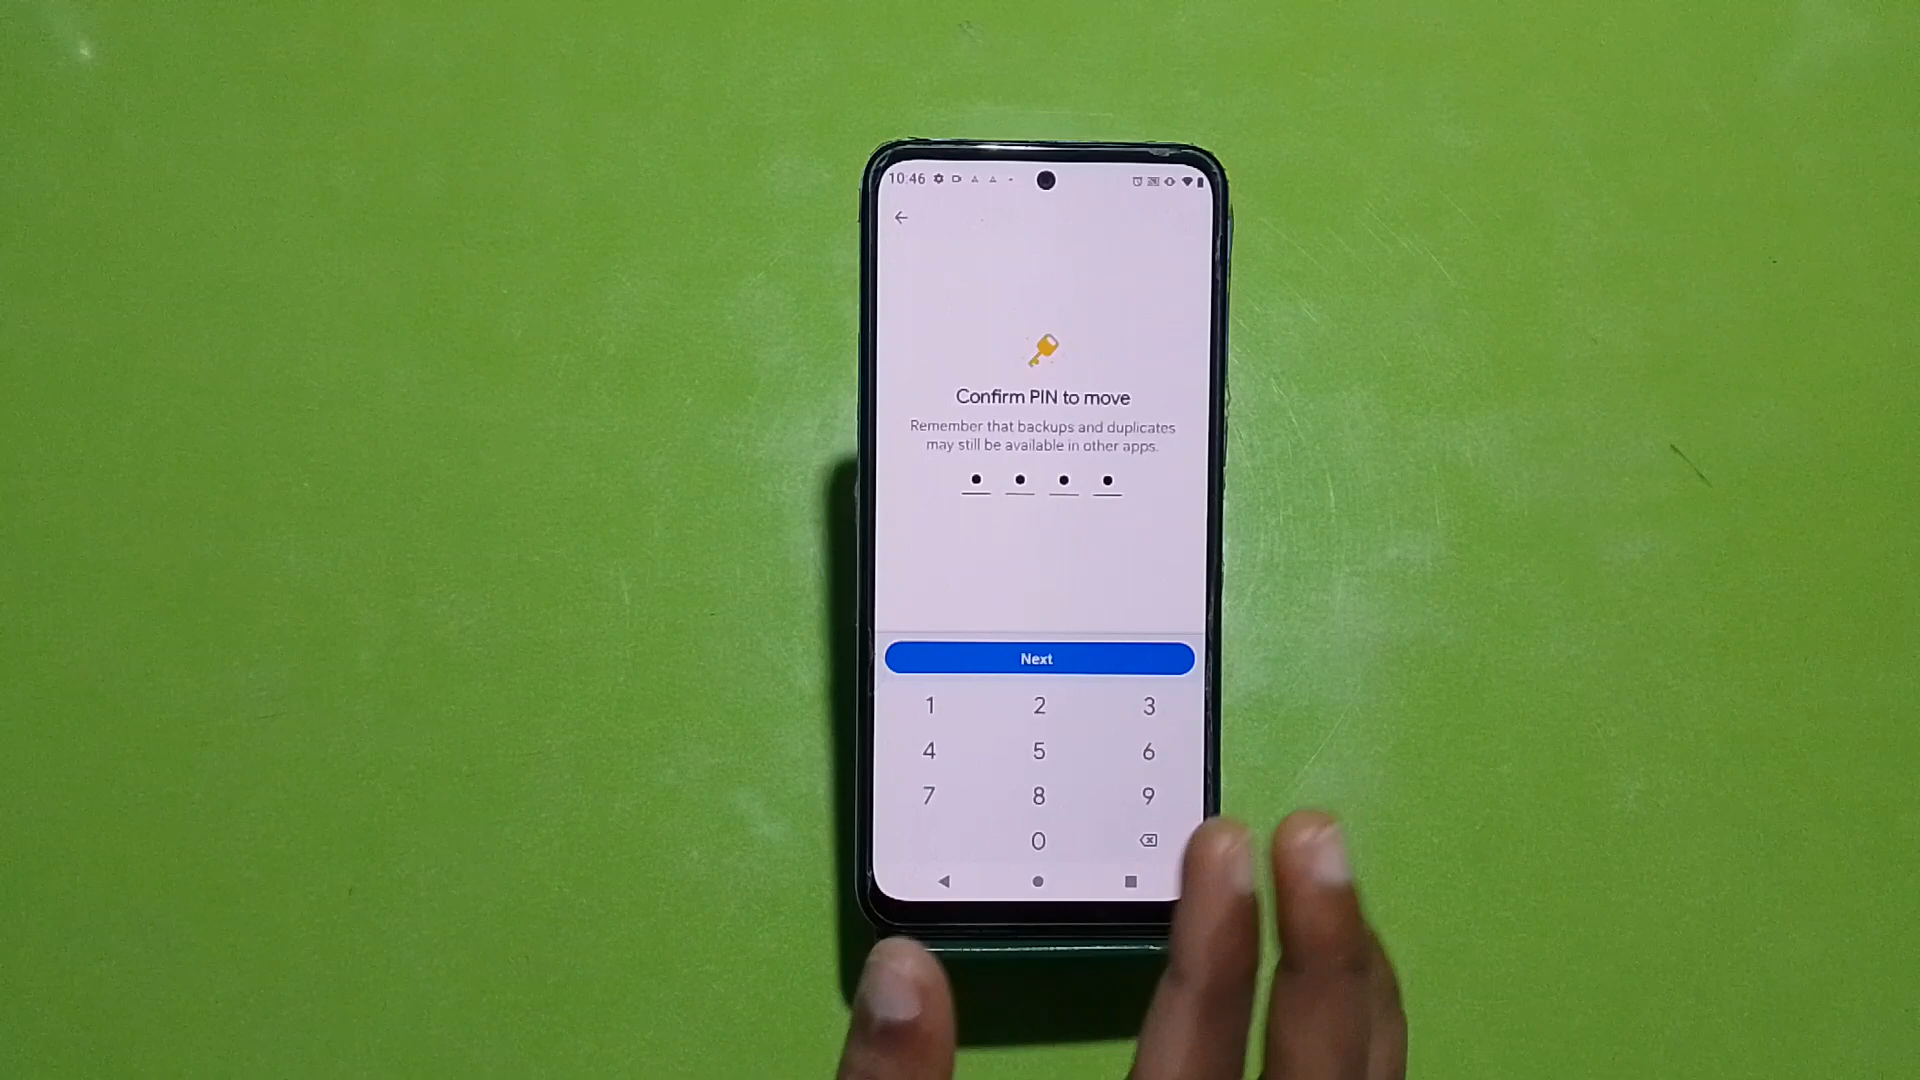 10:46
Confirm PIN to move
Remember that backups and duplicates
may still be available in other apps.
Next
1 2 3
4 5 6
7 8 9
0